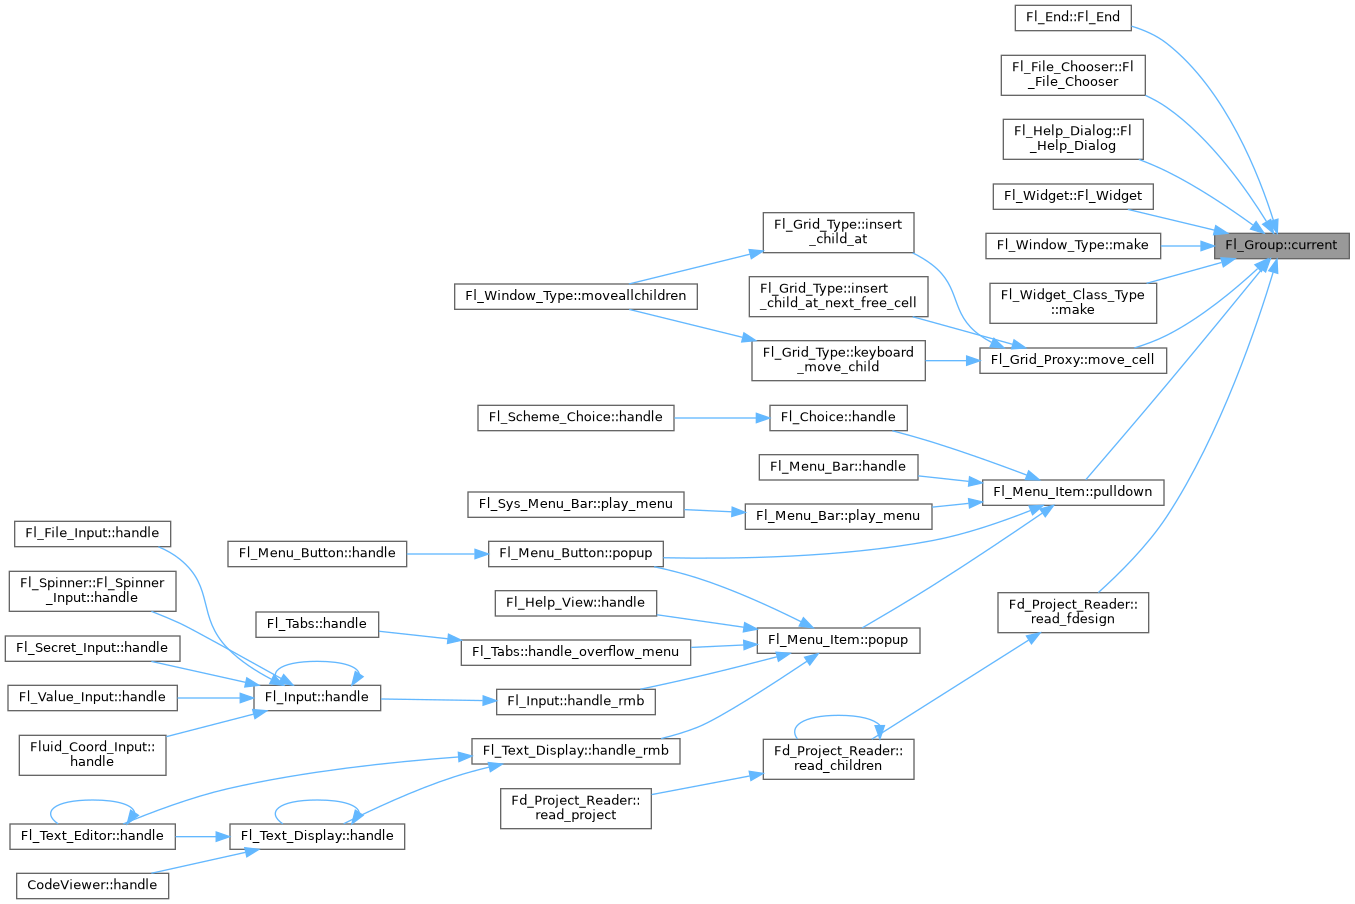 Fl_End::Fl_End
Fl_File_Chooser::Fl
_File_Chooser
Fl_Help_Dialog::Fl
_Help_Dialog
Fl_Widget::Fl_Widget
Fl_Window_Type::make
Fl_Group::current
Fl_Widget_Class_Type
::make
Fl_Grid_Type::insert
_child_at
Fl_Window_Type::moveallchildren
Fl_Grid_Type::insert
_child_at_next_free_cell
Fl_Grid_Type::keyboard
_move_child
Fl_Grid_Proxy::move_cell
Fl_Scheme_Choice::handle
Fl_Choice::handle
Fl_Menu_Bar::handle
Fl_Menu_Item::pulldown
Fl_Sys_Menu_Bar::play_menu
Fl_Menu_Bar::play_menu
Fl_File_Input::handle
Fl_Menu_Button::handle
Fl_Menu_Button::popup
Fl_Spinner::Fl_Spinner
_Input::handle
Fl_Help_View::handle
Fd_Project_Reader::
read_fdesign
Fl_Tabs::handle
Fl_Menu_Item::popup
Fl_Secret_Input::handle
Fl_Tabs::handle_overflow_menu
Fl_Value_Input::handle
Fl_Input::handle
Fl_Input::handle_rmb
Fluid_Coord_Input::
handle
Fl_Text_Display::handle_rmb
Fd_Project_Reader::
read_children
Fd_Project_Reader::
read_project
Fl_Text_Editor::handle
Fl_Text_Display::handle
CodeViewer::handle